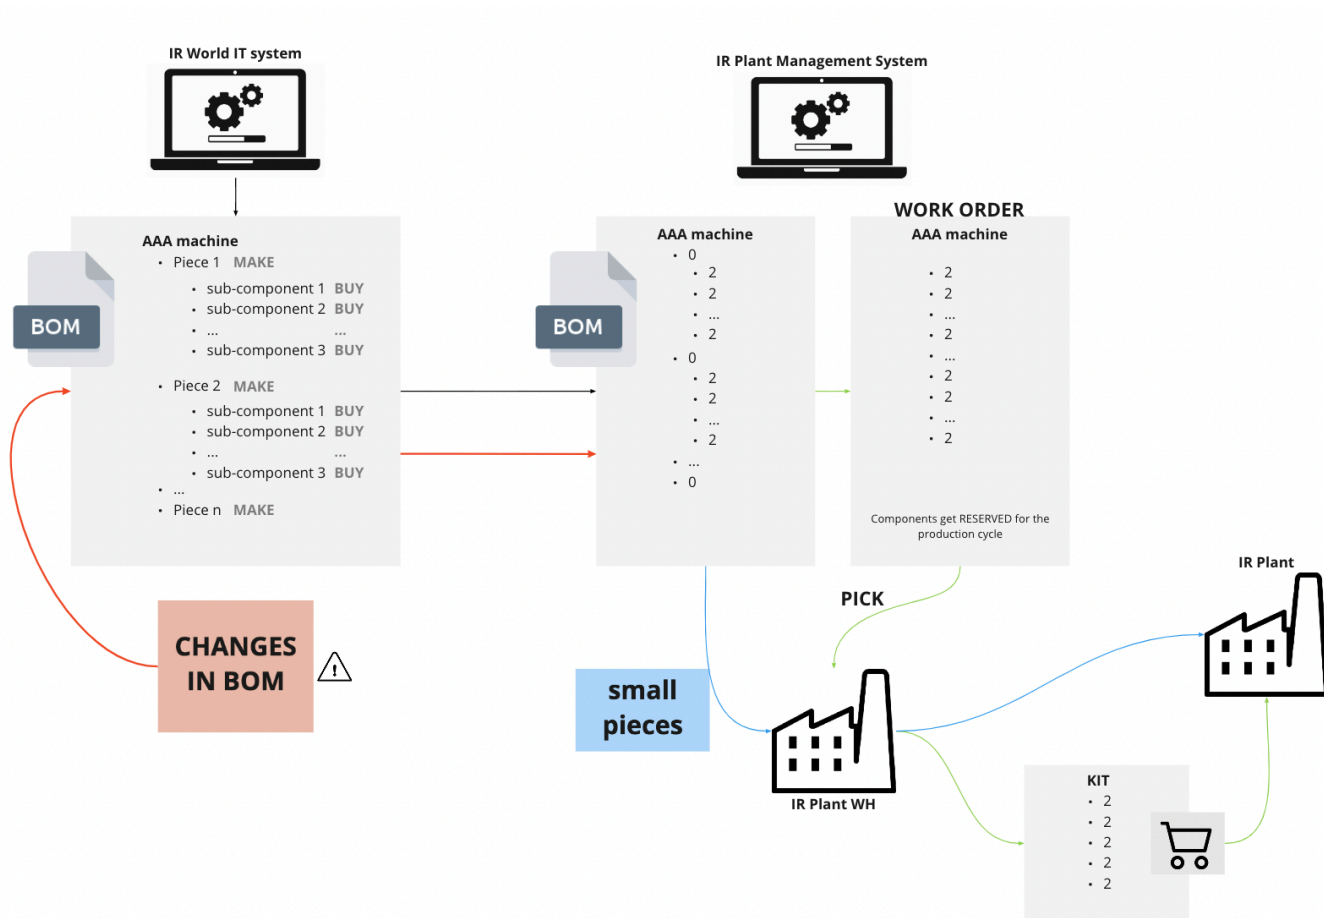 IR World IT system
AAA machine
BOM
• Piece 1 MAKE
• sub-component 1 BUY
• sub-component 2 BUY
• ... ...
• sub-component 3 BUY
• Piece 2 MAKE
• sub-component 1 BUY
• sub-component 2 BUY
• ... ...
• sub-component 3 BUY
• ...
• Piece n MAKE
CHANGES
IN BOM
!
IR Plant Management System
BOM
AAA machine
• 0
• 2
• 2
• ...
• 2
• 0
• 2
• 2
• ...
• 2
• ...
• 0
WORK ORDER
AAA machine
• 2
• 2
• ...
• 2
• ...
• 2
• 2
• ...
• 2
Components get RESERVED for the
production cycle
PICK
small
pieces
IR Plant WH
IR Plant
KIT
• 2
• 2
• 2
• 2
• 2